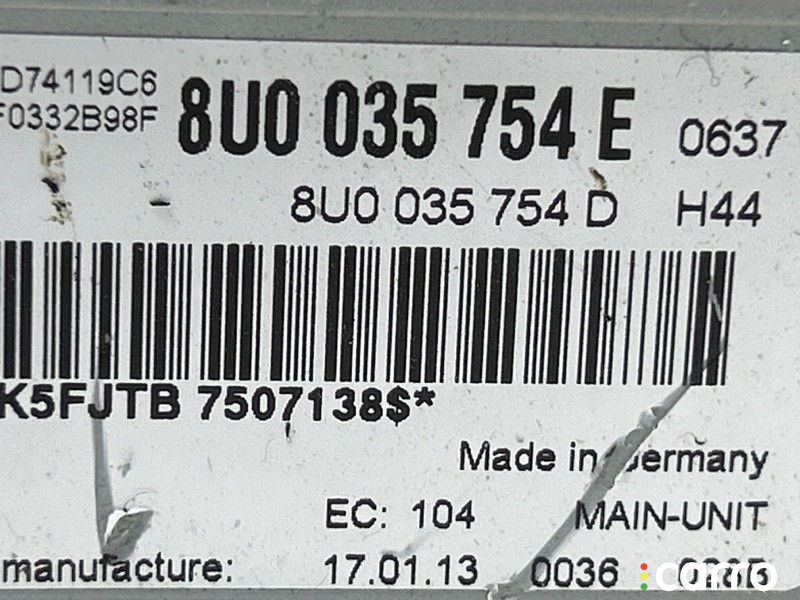 D74119C6
F0332B98F
8U0 035 754 E 0637
8U0 035 754 D H44
K5FJTB 7507138$*
Made in Germany
EC: 104 MAIN-UNIT
manufacture: 17.01.13 0036
carro